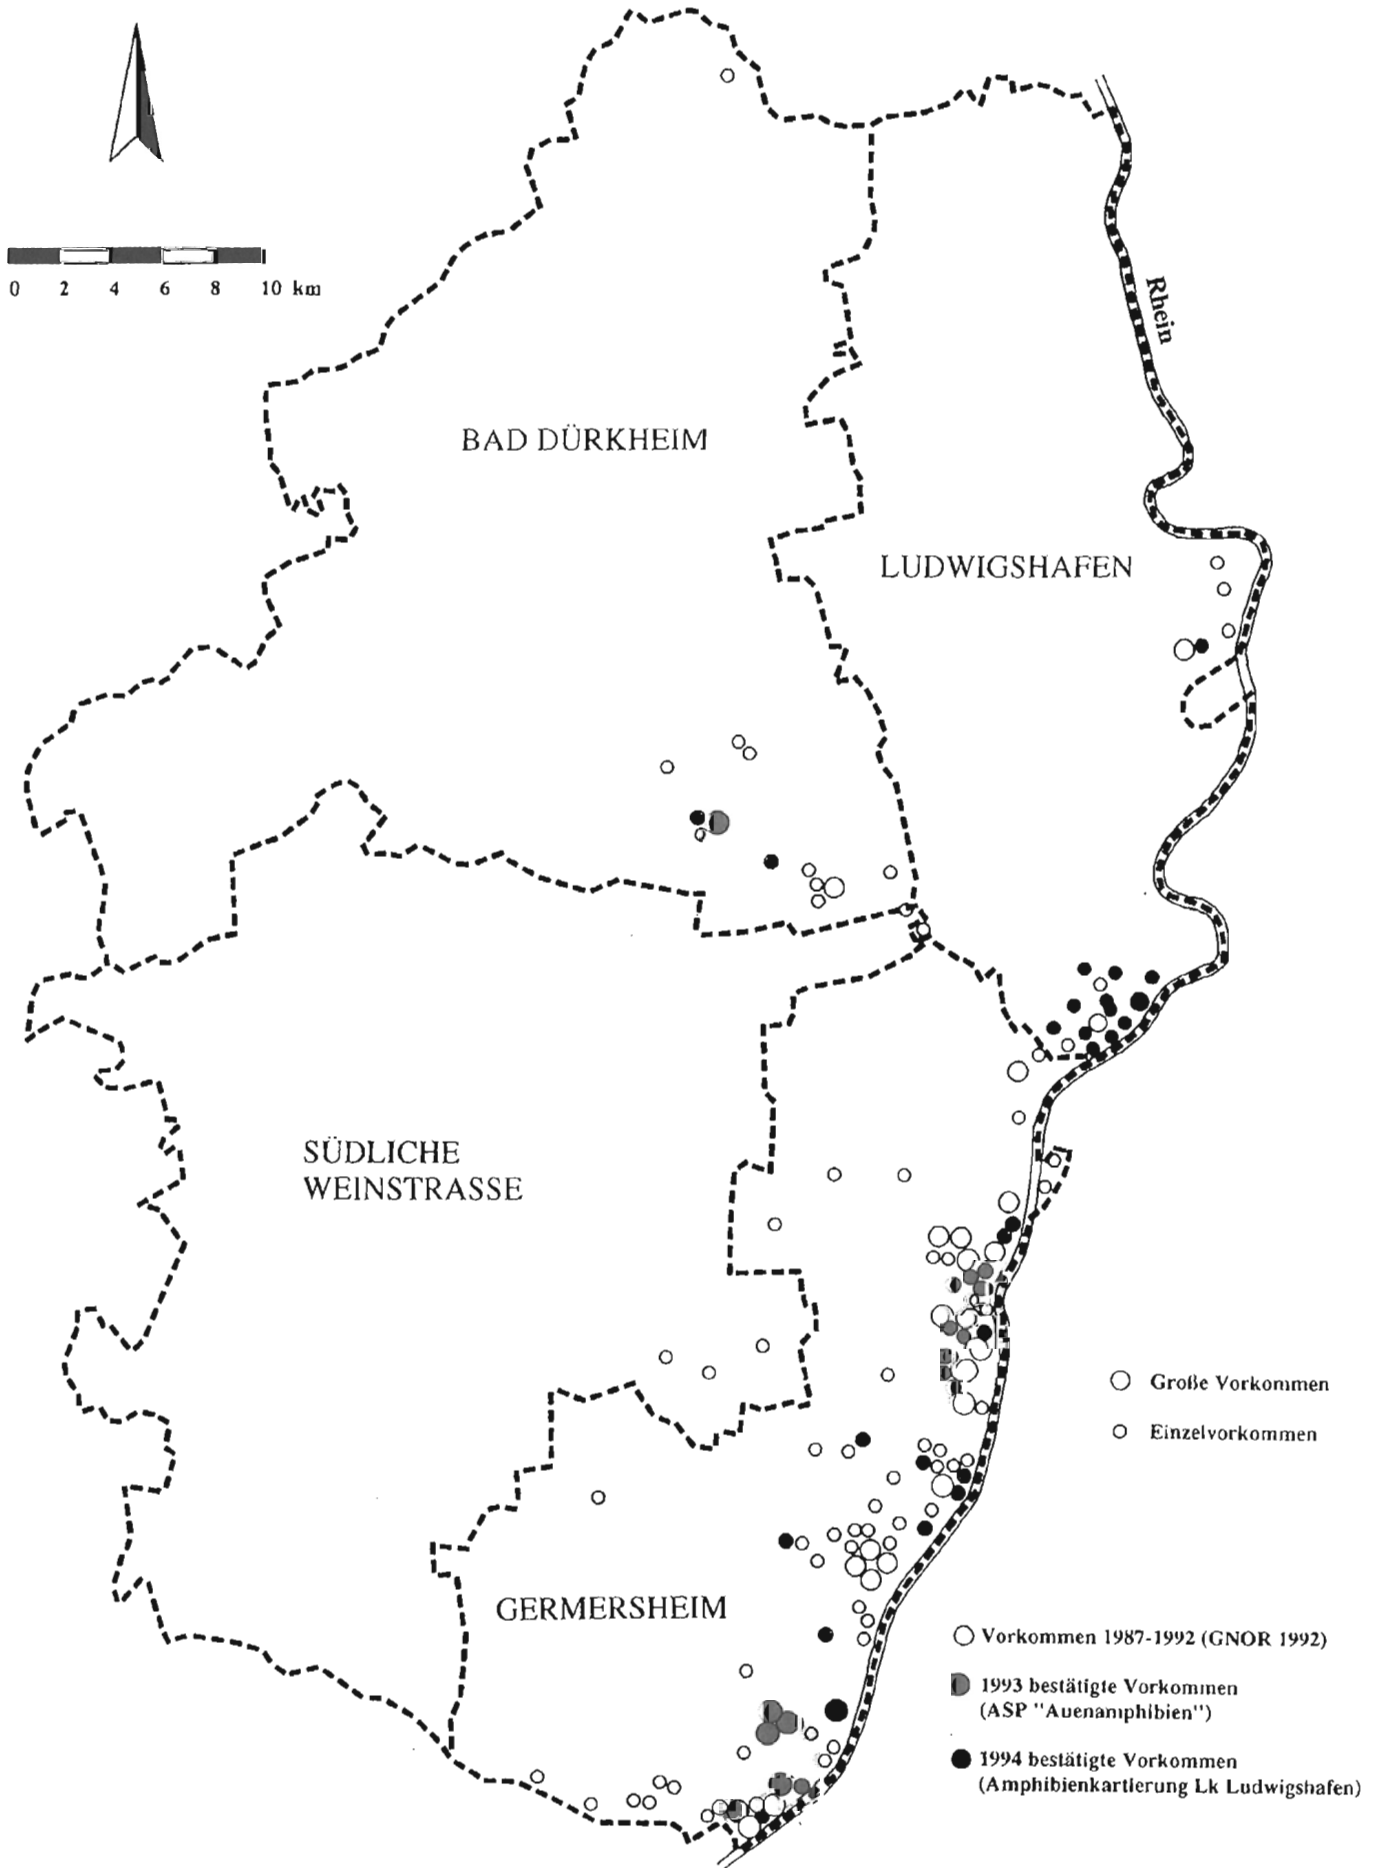 0 2 4 6 8 10 km
Rhein
BAD DÜRKHEIM
LUDWIGSHAFEN
SÜDLICHE
WEINSTRASSE
Große Vorkommen
Einzelvorkommen
GERMERSHEIM
Vorkommen 1987-1992 (GNOR 1992)
1993 bestätigte Vorkommen
(ASP "Auenamphibien")
1994 bestätigte Vorkommen
(Amphibienkartierung Lk Ludwigshafen)